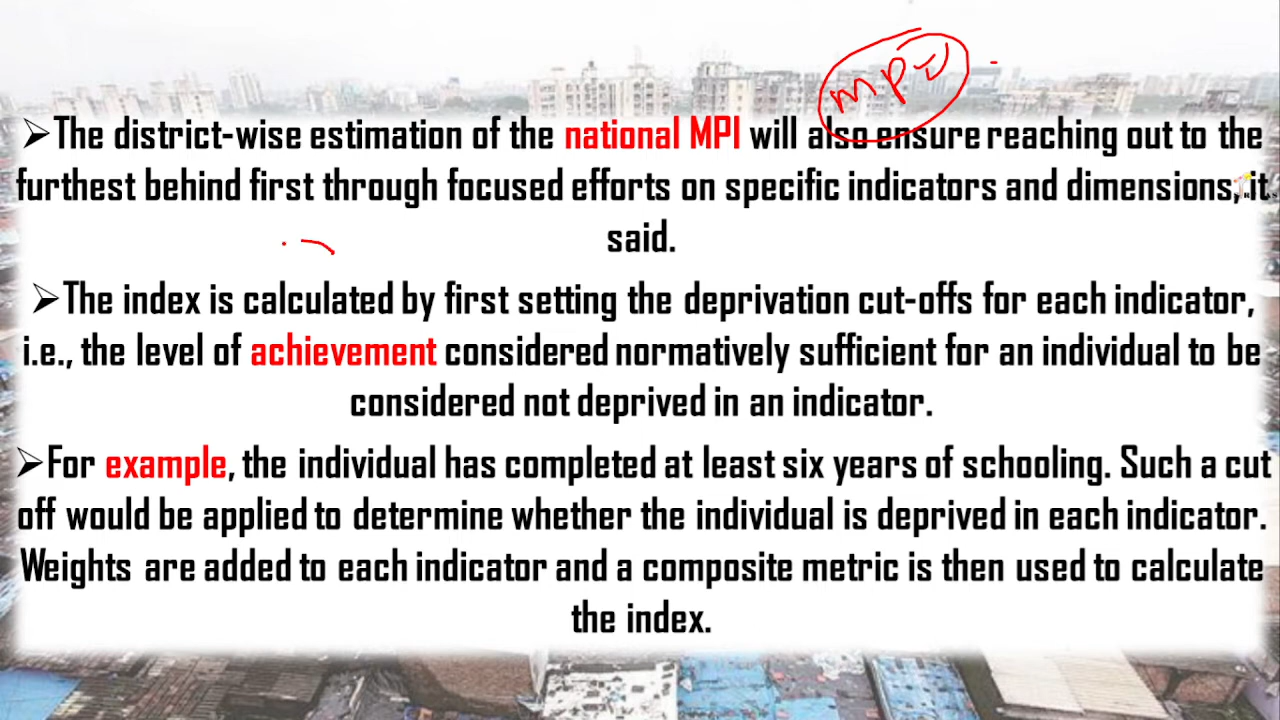 MPI
➢The district-wise estimation of the national MPI will also ensure reaching out to the
furthest behind first through focused efforts on specific indicators and dimensions, it
said.
➢The index is calculated by first setting the deprivation cut-offs for each indicator,
i.e., the level of achievement considered normatively sufficient for an individual to be
considered not deprived in an indicator.
➢For example, the individual has completed at least six years of schooling. Such a cut
off would be applied to determine whether the individual is deprived in each indicator.
Weights are added to each indicator and a composite metric is then used to calculate
the index.